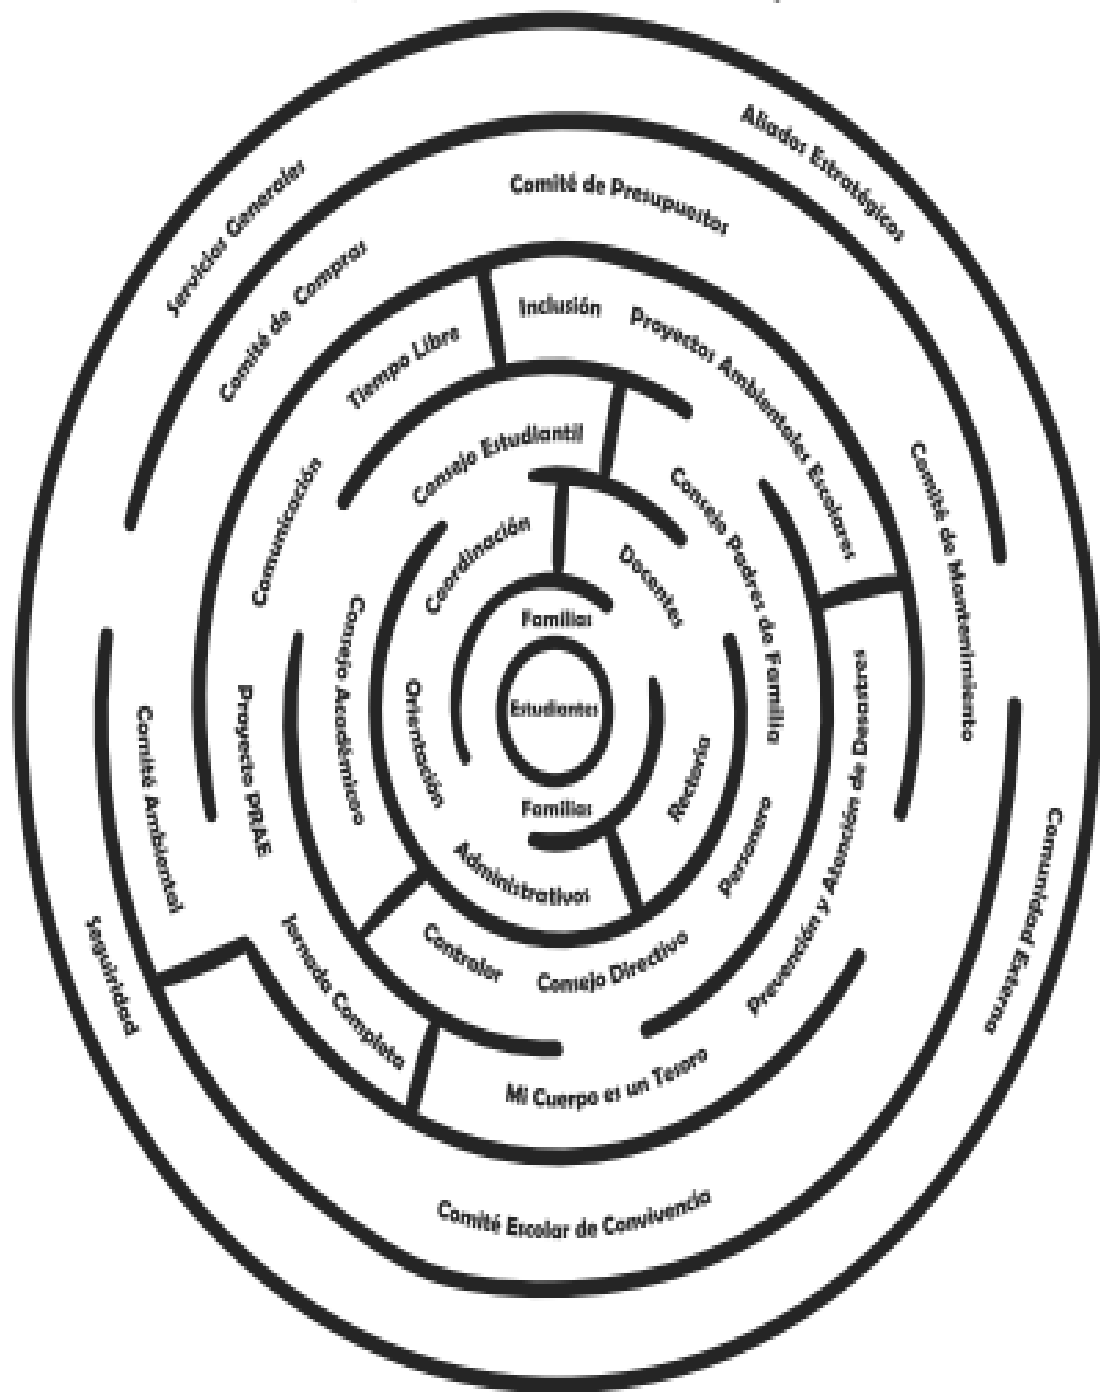 Aliados Estratégicos
Servicios Generales
Comité de Presupuestos
Comité de Compras
Inclusión
Proyectos Ambientales Escolares
Tiempo Libre
Comité de Mantenimiento
Consejo Estudiantil
Comunicación
Consejo Padres de Familia
Coordinación
Docentes
Familias
Consejo Académicro
Estudiantes
Orientación
Proyecto PRAE
Comité Ambiental
Prevención y Atención de Desastres
Rectoría
Familias
Personero
Administrativos
Comunidad Externa
Seguridad
Jornada Completa
Contralor
Consejo Directivo
Mi Cuerpo es un Tesoro
Comité Escolar de Convivencia